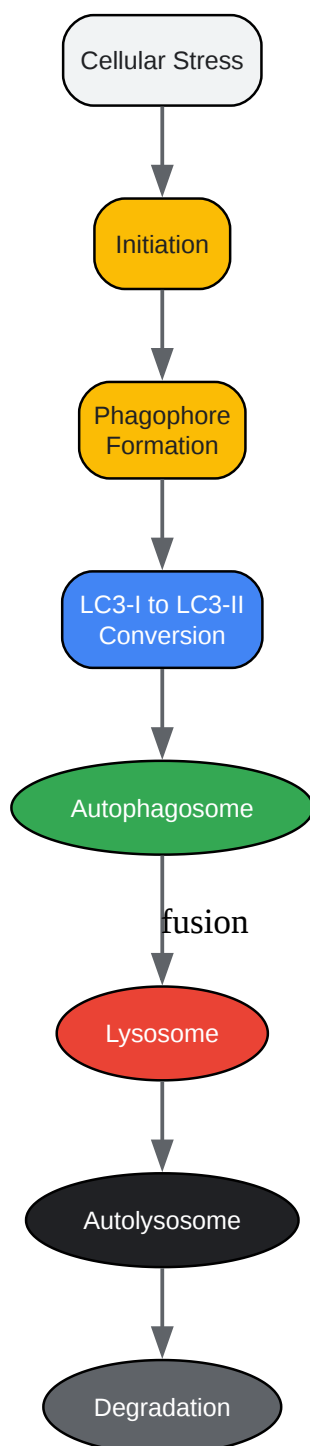 Cellular Stress
Initiation
Phagophore
Formation
LC3-I to LC3-II
Conversion
Autophagosome
fusion
Lysosome
Autolysosome
Degradation